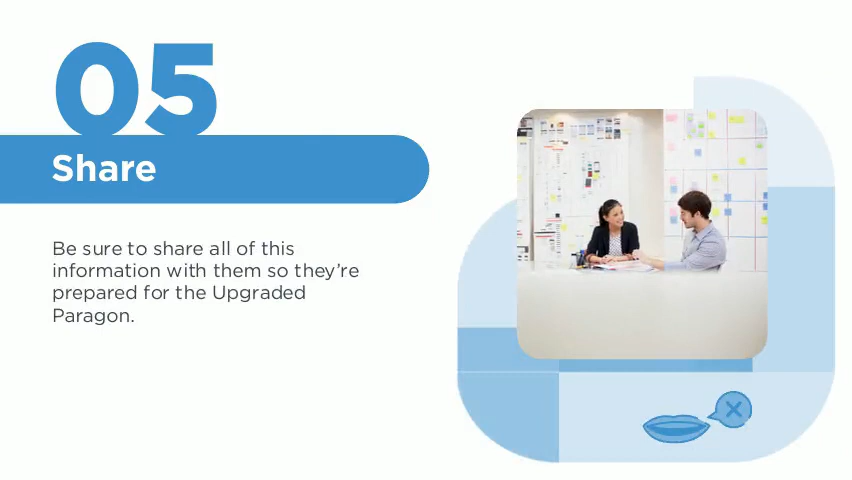 05
Share
Be sure to share all of this
information with them so they’re
prepared for the Upgraded
Paragon.